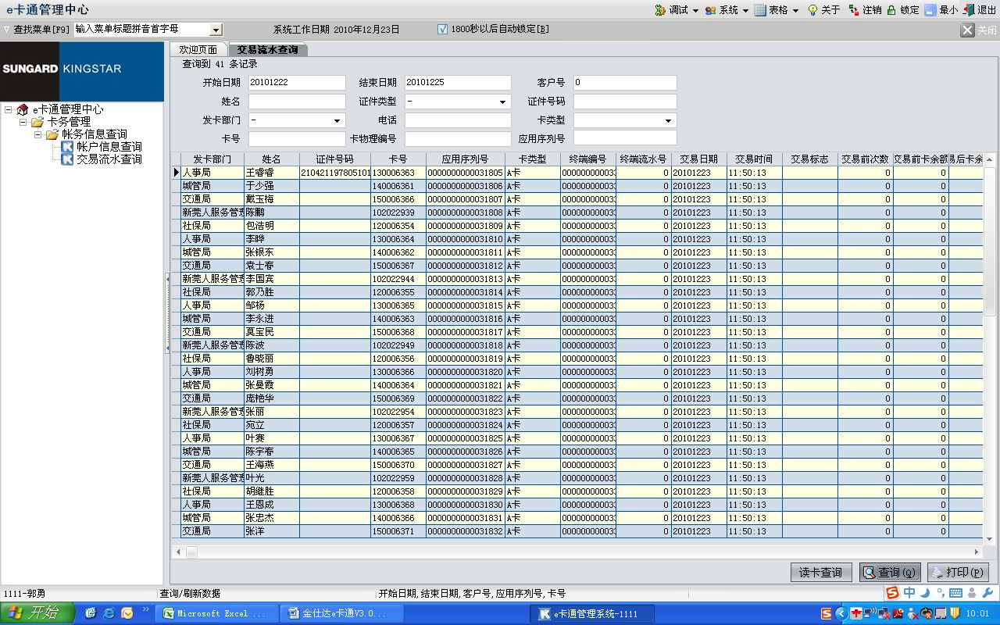 e卡通管理中心 调试 系统 表格 关于 注销 锁定 最小 退出
查找菜单[F9] 输入菜单标题拼音首字母 系统工作日期 2010年12月23日 1800秒以后自动锁定[B] 关闭
SUNGARD KINGSTAR
e卡通管理中心
卡务管理
帐务信息查询
帐户信息查询
交易流水查询
欢迎页面 交易流水查询
查询到 41 条记录
开始日期 20101222 结束日期 20101225 客户号 0
姓名 证件类型 - 证件号码
发卡部门 - 电话 卡类型
卡号 卡物理编号 应用序列号
发卡部门 姓名 证件号码 卡号 应用序列号 卡类型 终端编号 终端流水号 交易日期 交易时间 交易标志 交易前次数 交易前卡余额 易后卡余
人事局 王睿睿 210421197805101 130006363 0000000000031805 A卡 00000000033 0 20101223 11:50:13 0 0
城管局 于少强 140006361 0000000000031806 A卡 00000000033 0 20101223 11:50:13 0 0
交通局 戴玉梅 150006366 0000000000031807 A卡 00000000033 0 20101223 11:50:13 0 0
新莞人服务管理 陈鹏 102022939 0000000000031808 A卡 00000000033 0 20101223 11:50:13 0 0
社保局 包浩明 120006354 0000000000031809 A卡 00000000033 0 20101223 11:50:13 0 0
人事局 李晔 130006364 0000000000031810 A卡 00000000033 0 20101223 11:50:13 0 0
城管局 张银东 140006362 0000000000031811 A卡 00000000033 0 20101223 11:50:13 0 0
交通局 袁士春 150006367 0000000000031812 A卡 00000000033 0 20101223 11:50:13 0 0
新莞人服务管理 李国宾 102022944 0000000000031813 A卡 00000000033 0 20101223 11:50:13 0 0
社保局 郭乃胜 120006355 0000000000031814 A卡 00000000033 0 20101223 11:50:13 0 0
人事局 邹杨 130006365 0000000000031815 A卡 00000000033 0 20101223 11:50:13 0 0
城管局 李永进 140006363 0000000000031816 A卡 00000000033 0 20101223 11:50:13 0 0
交通局 莫宝民 150006368 0000000000031817 A卡 00000000033 0 20101223 11:50:13 0 0
新莞人服务管理 陈波 102022949 0000000000031818 A卡 00000000033 0 20101223 11:50:13 0 0
社保局 鲁晓丽 120006356 0000000000031819 A卡 00000000033 0 20101223 11:50:13 0 0
人事局 刘树勇 130006366 0000000000031820 A卡 00000000033 0 20101223 11:50:13 0 0
城管局 张曼霞 140006364 0000000000031821 A卡 00000000033 0 20101223 11:50:13 0 0
交通局 庞艳华 150006369 0000000000031822 A卡 00000000033 0 20101223 11:50:13 0 0
新莞人服务管理 张丽 102022954 0000000000031823 A卡 00000000033 0 20101223 11:50:13 0 0
社保局 宛立 120006357 0000000000031824 A卡 00000000033 0 20101223 11:50:13 0 0
人事局 叶赛 130006367 0000000000031825 A卡 00000000033 0 20101223 11:50:13 0 0
城管局 陈宇春 140006365 0000000000031826 A卡 00000000033 0 20101223 11:50:13 0 0
交通局 王海燕 150006370 0000000000031827 A卡 00000000033 0 20101223 11:50:13 0 0
新莞人服务管理 叶光 102022959 0000000000031828 A卡 00000000033 0 20101223 11:50:13 0 0
社保局 胡继胜 120006358 0000000000031829 A卡 00000000033 0 20101223 11:50:13 0 0
人事局 王恩成 130006368 0000000000031830 A卡 00000000033 0 20101223 11:50:13 0 0
城管局 张忠杰 140006366 0000000000031831 A卡 00000000033 0 20101223 11:50:13 0 0
交通局 张洋 150006371 0000000000031832 A卡 00000000033 0 20101223 11:50:13 0 0
读卡查询 查询(Q) 打印(P)
1111-郭勇 查询/刷新数据 开始日期, 结束日期, 客户号, 应用序列号, 卡号 中
开始 Microsoft Excel ... 金仕达e卡通V3.0... e卡通管理系统-1111 10:01